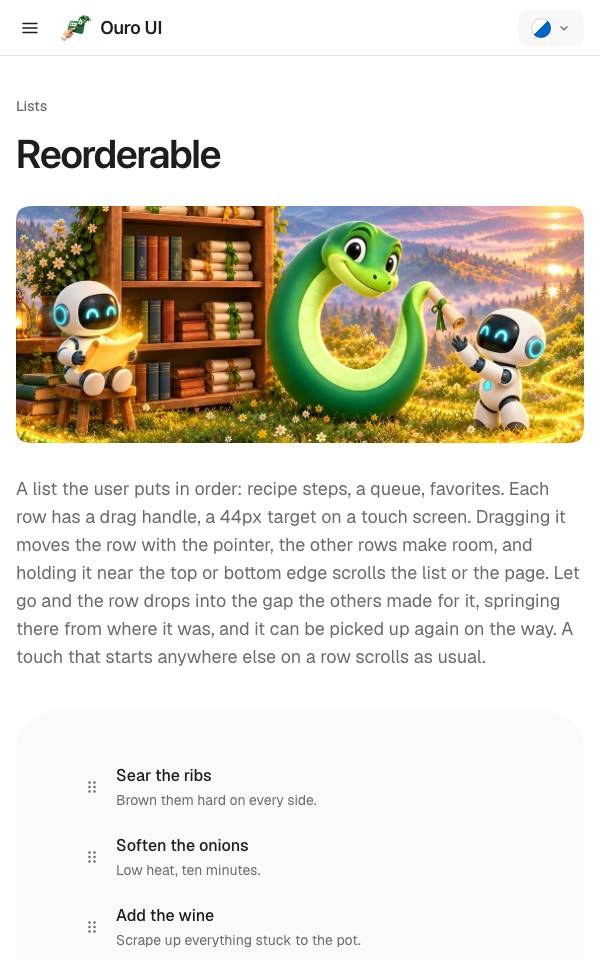 Ouro UI
Lists
Reorderable
A list the user puts in order: recipe steps, a queue, favorites. Each
row has a drag handle, a 44px target on a touch screen. Dragging it
moves the row with the pointer, the other rows make room, and
holding it near the top or bottom edge scrolls the list or the page. Let
go and the row drops into the gap the others made for it, springing
there from where it was, and it can be picked up again on the way. A
touch that starts anywhere else on a row scrolls as usual.
Sear the ribs
Brown them hard on every side.
Soften the onions
Low heat, ten minutes.
Add the wine
Scrape up everything stuck to the pot.